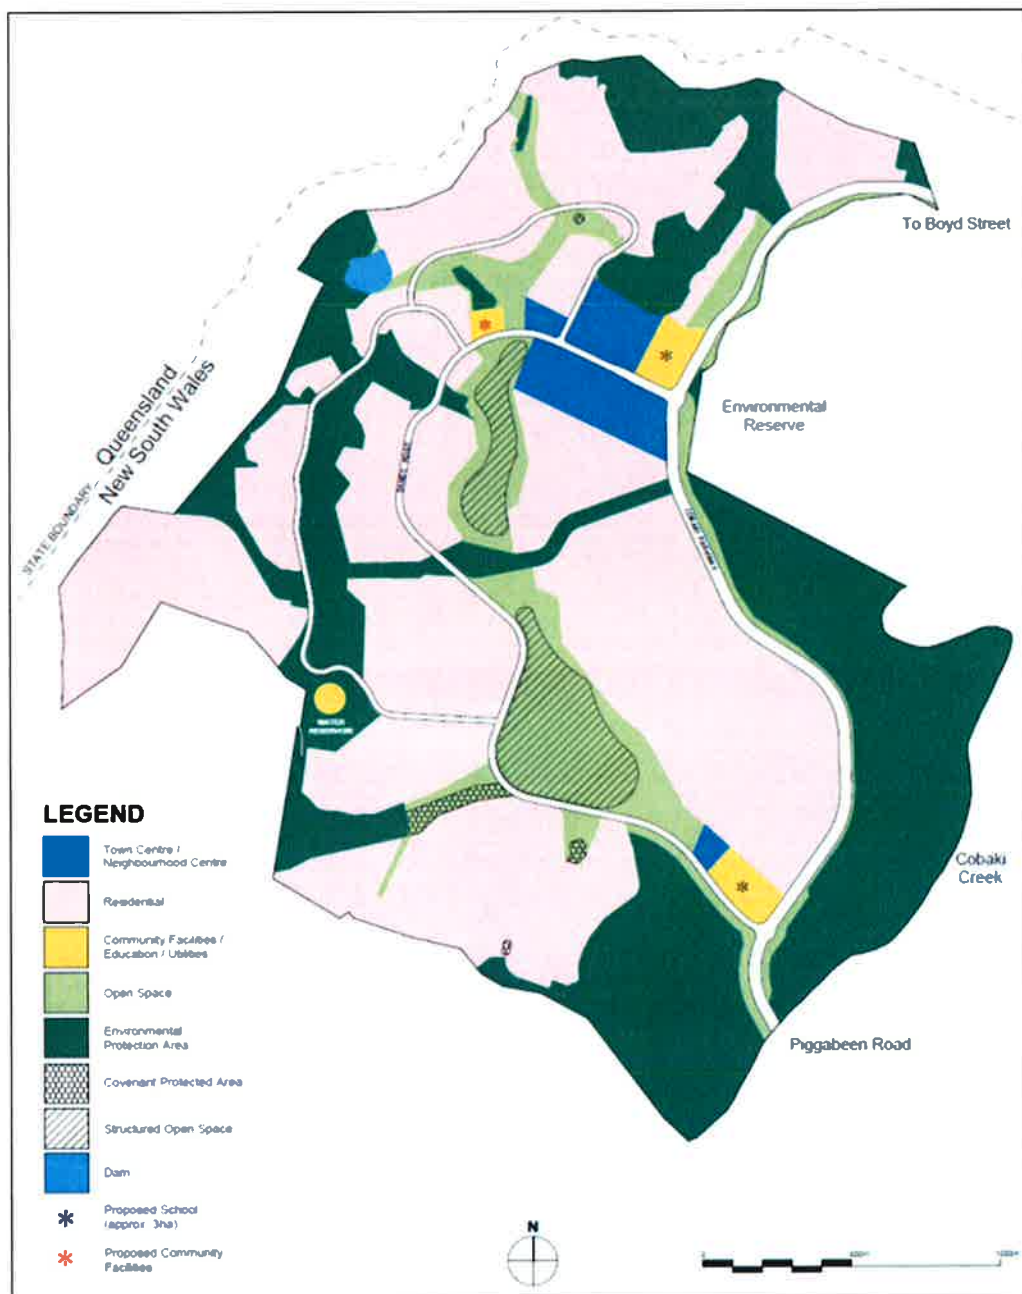 To Boyd Street
Queensland
New South Wales
STATE BOUNDARY
Environmental
Reserve
WATER
RESERVOIR
Cobaki
Creek
Piggabeen Road
LEGEND
Town Centre /
Neighbourhood Centre
Residential
Community Facilities /
Education / Utilities
Open Space
Environmental
Protection Area
Covenant Protected Area
Structured Open Space
Dam
Proposed School
(approx. 3ha)
Proposed Community
Facilities
N